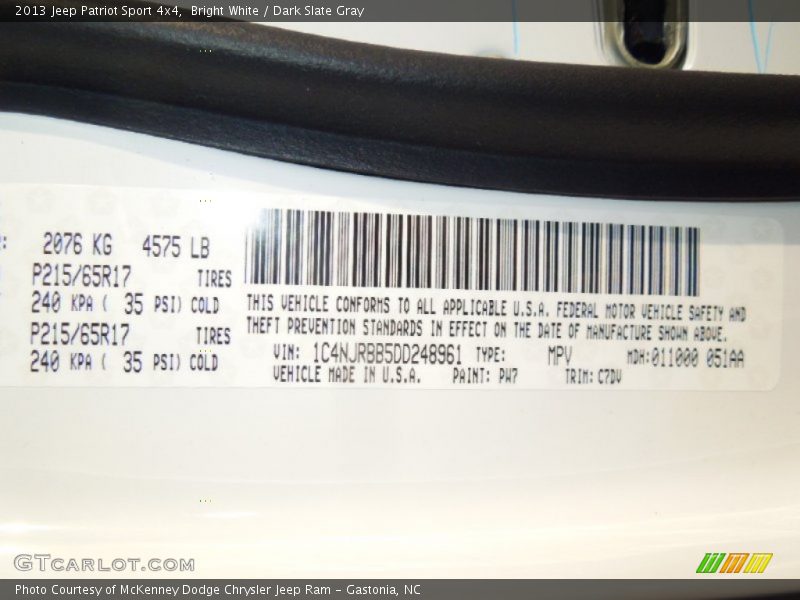 2013 Jeep Patriot Sport 4x4,  Bright White / Dark Slate Gray
2076 KG 4575 LB
P215/65R17 TIRES
240 KPA ( 35 PSI) COLD
P215/65R17 TIRES
240 KPA ( 35 PSI) COLD
THIS VEHICLE CONFORMS TO ALL APPLICABLE U.S.A. FEDERAL MOTOR VEHICLE SAFETY AND
THEFT PREVENTION STANDARDS IN EFFECT ON THE DATE OF MANUFACTURE SHOWN ABOVE.
VIN: 1C4NJRBB5DD248961 TYPE: MPV MDH:011000 051AA
VEHICLE MADE IN U.S.A. PAINT: PW7 TRIM: C7DV
GTCARLOT.COM
Photo Courtesy of McKenney Dodge Chrysler Jeep Ram - Gastonia, NC